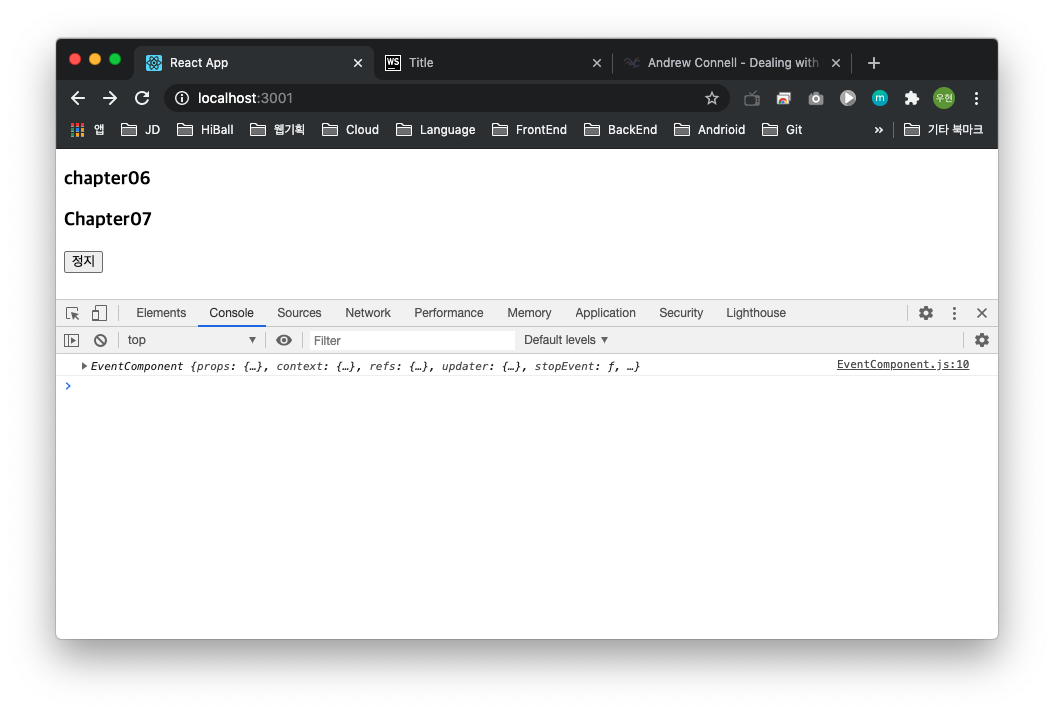 React App
WS Title
Andrew Connell - Dealing with
localhost:3001
m
우현
앱 JD HiBall 웹기획 Cloud Language FrontEnd BackEnd Andrioid Git » 기타 북마크
chapter06
Chapter07
정지
Elements Console Sources Network Performance Memory Application Security Lighthouse
top Filter Default levels
EventComponent {props: {…}, context: {…}, refs: {…}, updater: {…}, stopEvent: ƒ, …} EventComponent.js:10